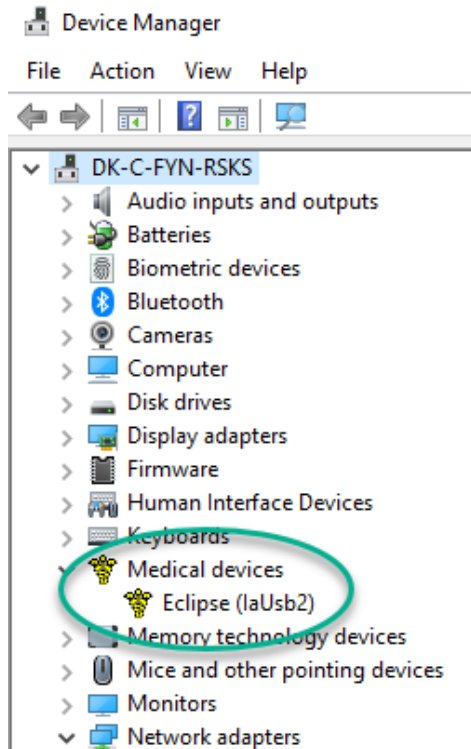 Device Manager
File Action View Help
DK-C-FYN-RSKS
Audio inputs and outputs
Batteries
Biometric devices
Bluetooth
Cameras
Computer
Disk drives
Display adapters
Firmware
Human Interface Devices
Keyboards
Medical devices
Eclipse (IaUsb2)
Memory technology devices
Mice and other pointing devices
Monitors
Network adapters